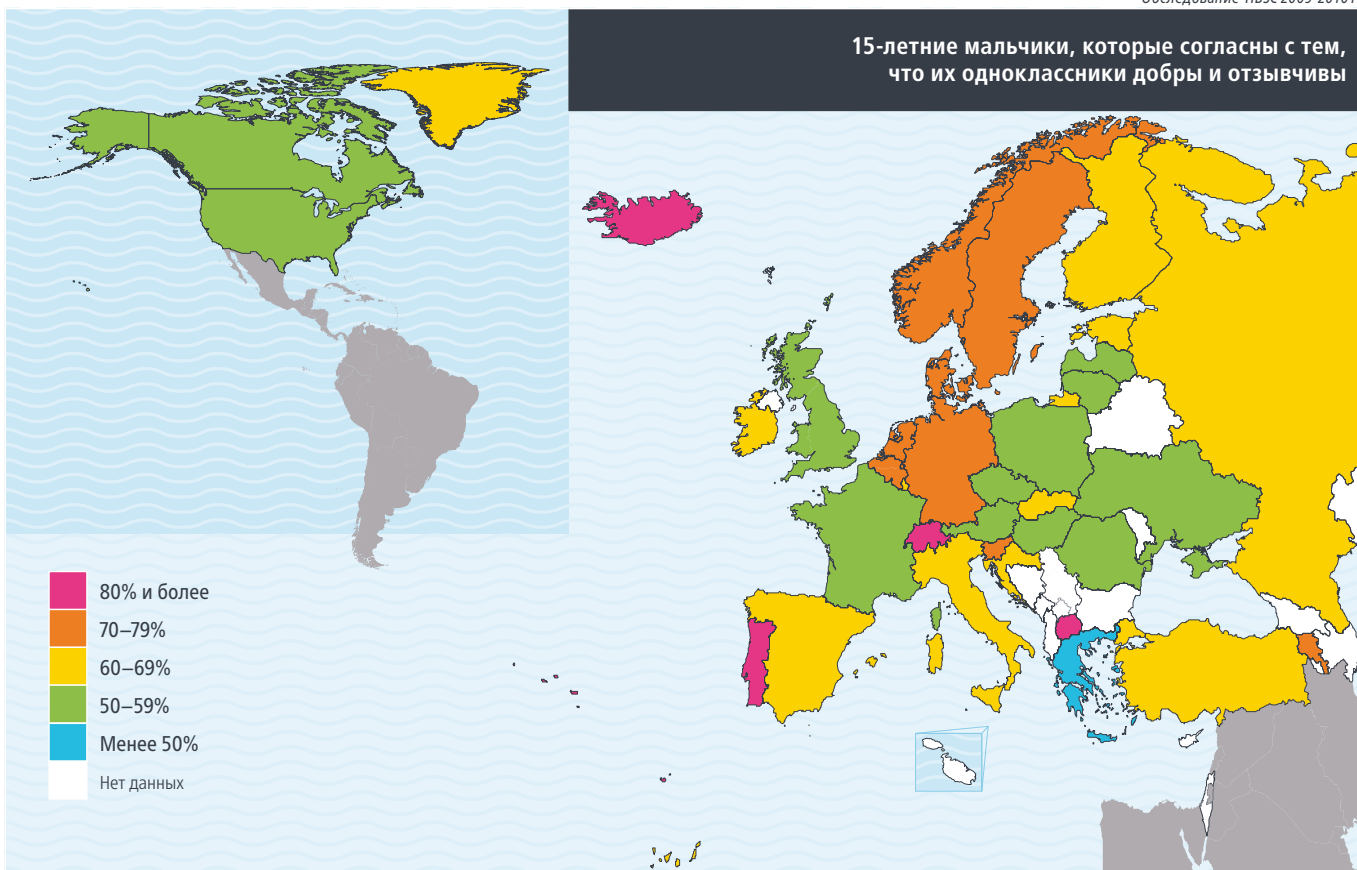 15-летние мальчики, которые согласны с тем,
что их одноклассники добры и отзывчивы
80% и более
70–79%
60–69%
50–59%
Менее 50%
Нет данных